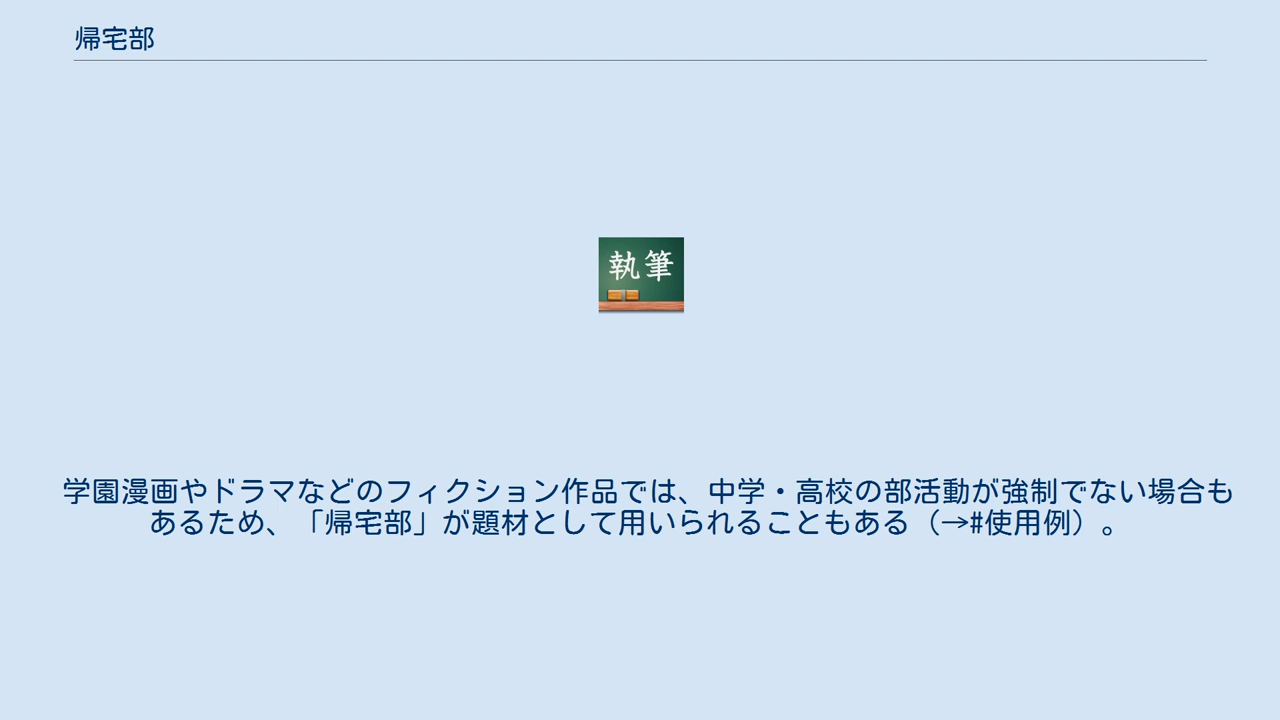 帰宅部
執筆
学園漫画やドラマなどのフィクション作品では、中学・高校の部活動が強制でない場合も
あるため、「帰宅部」が題材として用いられることもある（→#使用例）。